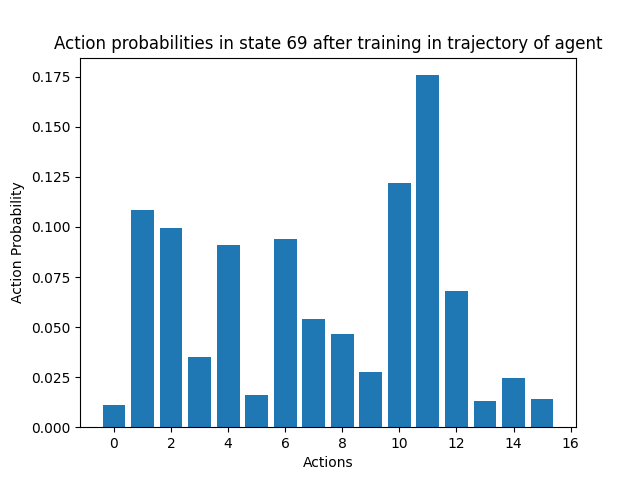 Action probabilities in state 69 after training in trajectory of agent
0.175
0.150
0.125
0.100
0.075
0.050
0.025
0.000
Action Probability
0 2 4 6 8 10 12 14 16
Actions